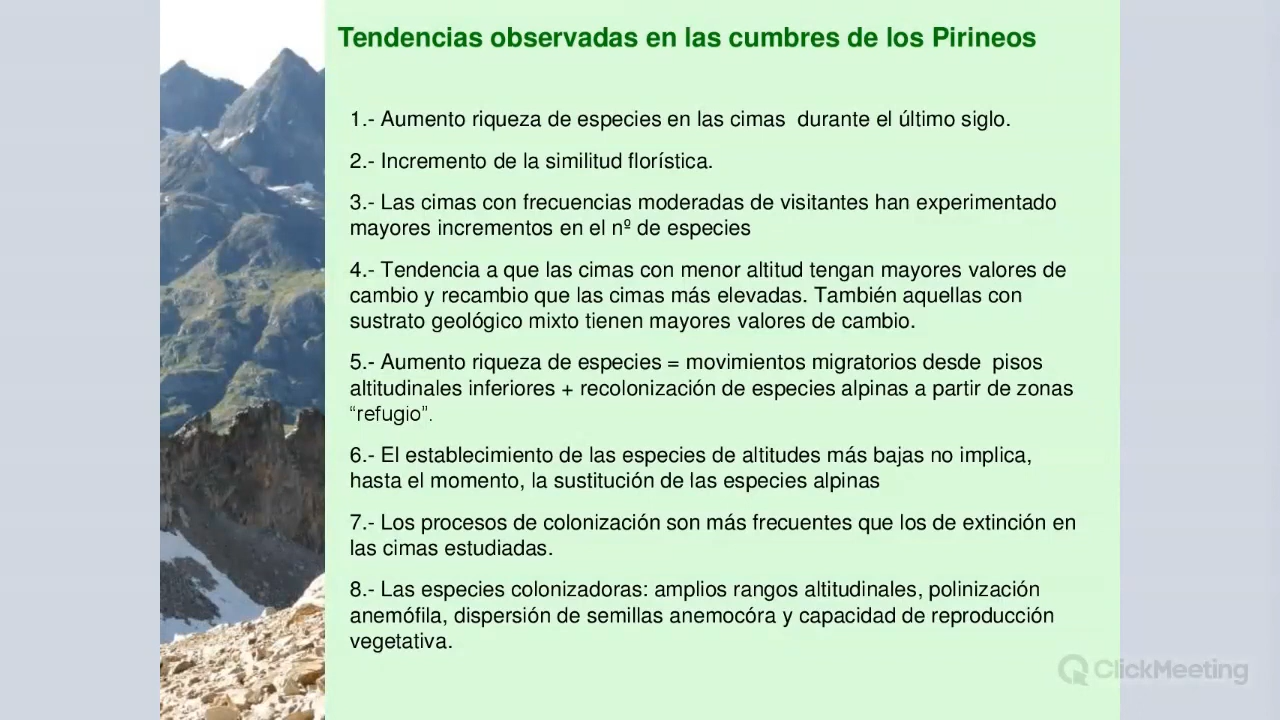 Tendencias observadas en las cumbres de los Pirineos
1.- Aumento riqueza de especies en las cimas  durante el último siglo.
2.- Incremento de la similitud florística.
3.- Las cimas con frecuencias moderadas de visitantes han experimentado
mayores incrementos en el nº de especies
4.- Tendencia a que las cimas con menor altitud tengan mayores valores de
cambio y recambio que las cimas más elevadas. También aquellas con
sustrato geológico mixto tienen mayores valores de cambio.
5.- Aumento riqueza de especies = movimientos migratorios desde  pisos
altitudinales inferiores + recolonización de especies alpinas a partir de zonas
“refugio”.
6.- El establecimiento de las especies de altitudes más bajas no implica,
hasta el momento, la sustitución de las especies alpinas
7.- Los procesos de colonización son más frecuentes que los de extinción en
las cimas estudiadas.
8.- Las especies colonizadoras: amplios rangos altitudinales, polinización
anemófila, dispersión de semillas anemocóra y capacidad de reproducción
vegetativa.
ClickMeeting